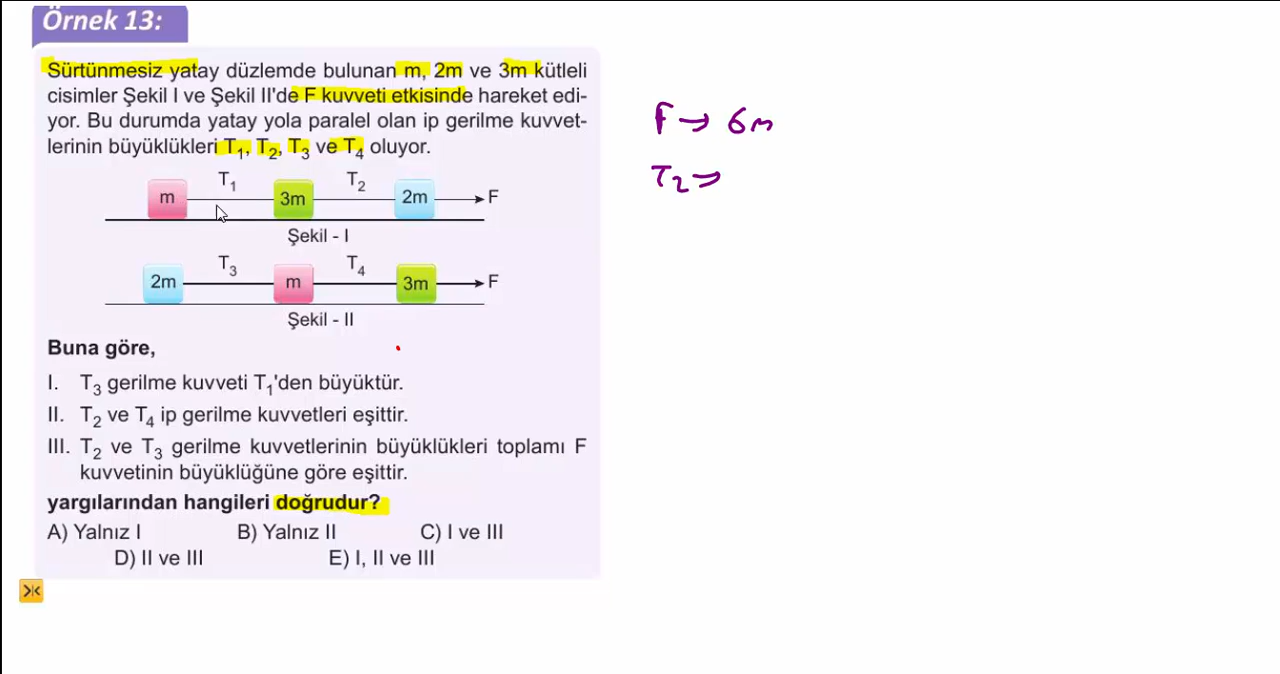 Örnek 13:
Sürtünmesiz yatay düzlemde bulunan m, 2m ve 3m kütleli
cisimler Şekil I ve Şekil II'de F kuvveti etkisinde hareket edi-
yor. Bu durumda yatay yola paralel olan ip gerilme kuvvet-
lerinin büyüklükleri T₁, T₂, T₃ ve T₄ oluyor.
m T₁ 3m T₂ 2m F
Şekil - I
2m T₃ m T₄ 3m F
Şekil - II
Buna göre,
I. T₃ gerilme kuvveti T₁'den büyüktür.
II. T₂ ve T₄ ip gerilme kuvvetleri eşittir.
III. T₂ ve T₃ gerilme kuvvetlerinin büyüklükleri toplamı F
kuvvetinin büyüklüğüne göre eşittir.
yargılarından hangileri doğrudur?
A) Yalnız I B) Yalnız II C) I ve III
D) II ve III E) I, II ve III
F → 6m
T₂ →